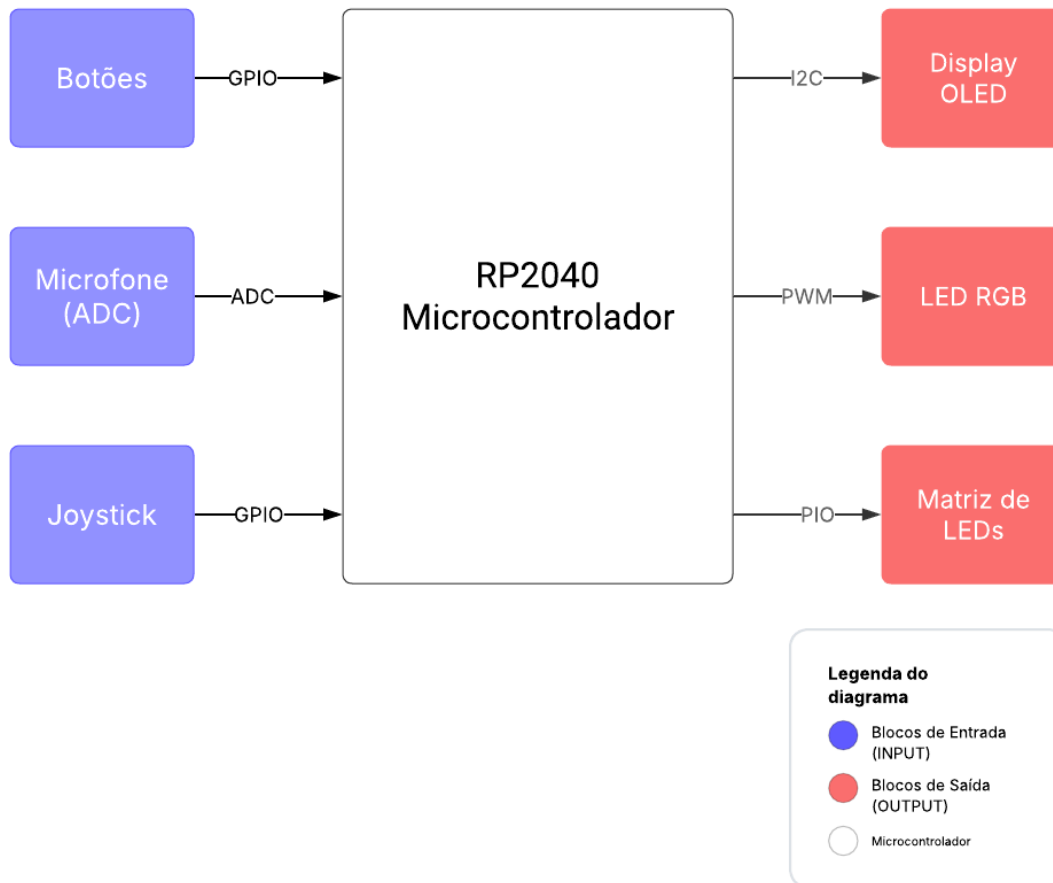 Botões
GPIO
I2C
Display
OLED
Microfone
(ADC)
ADC
RP2040
Microcontrolador
PWM
LED RGB
Joystick
GPIO
PIO
Matriz de
LEDs
Legenda do
diagrama
Blocos de Entrada
(INPUT)
Blocos de Saída
(OUTPUT)
Microcontrolador